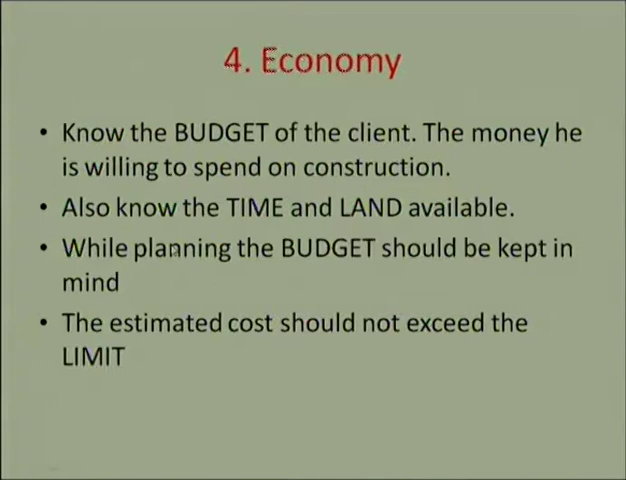 4. Economy
• Know the BUDGET of the client. The money he
is willing to spend on construction.
• Also know the TIME and LAND available.
• While planning the BUDGET should be kept in
mind
• The estimated cost should not exceed the
LIMIT